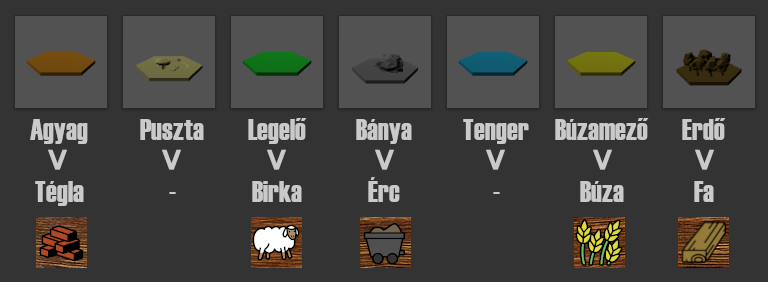 Agyag Puszta Legelő Bánya Tenger Búzamező Erdő
V V V V V V V
Tégla - Birka Érc - Búza Fa